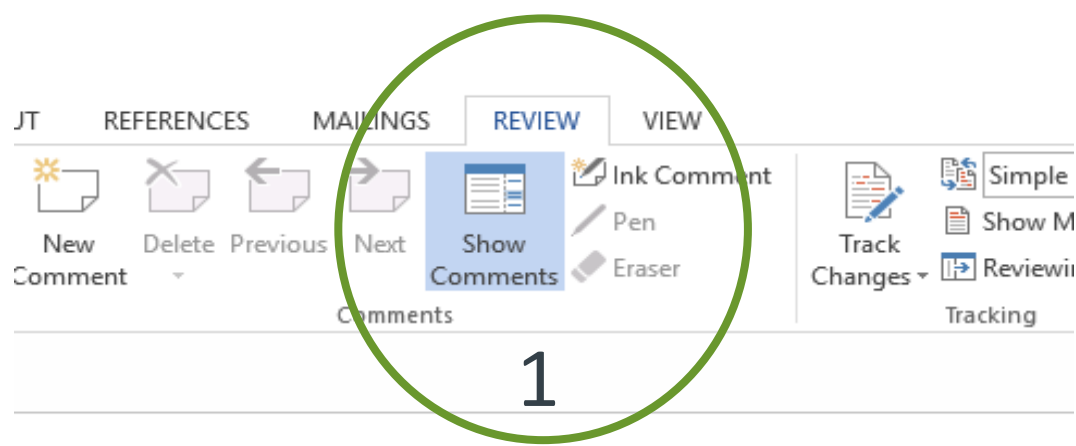 UT REFERENCES MAILINGS REVIEW VIEW
New Comment
Delete
Previous
Next
Show Comments
Ink Comment
Pen
Eraser
Comments
Track Changes
Simple
Show M
Reviewi
Tracking
1